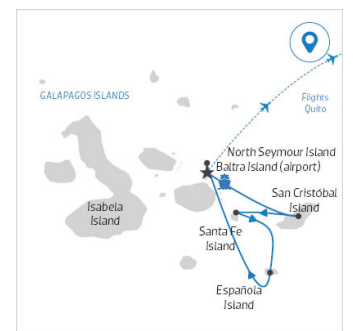 GALAPAGOS ISLANDS
Flights
Quito
North Seymour Island
Baltra Island (airport)
San Cristóbal
Island
Isabela
Island
Santa Fe
Island
Española
Island